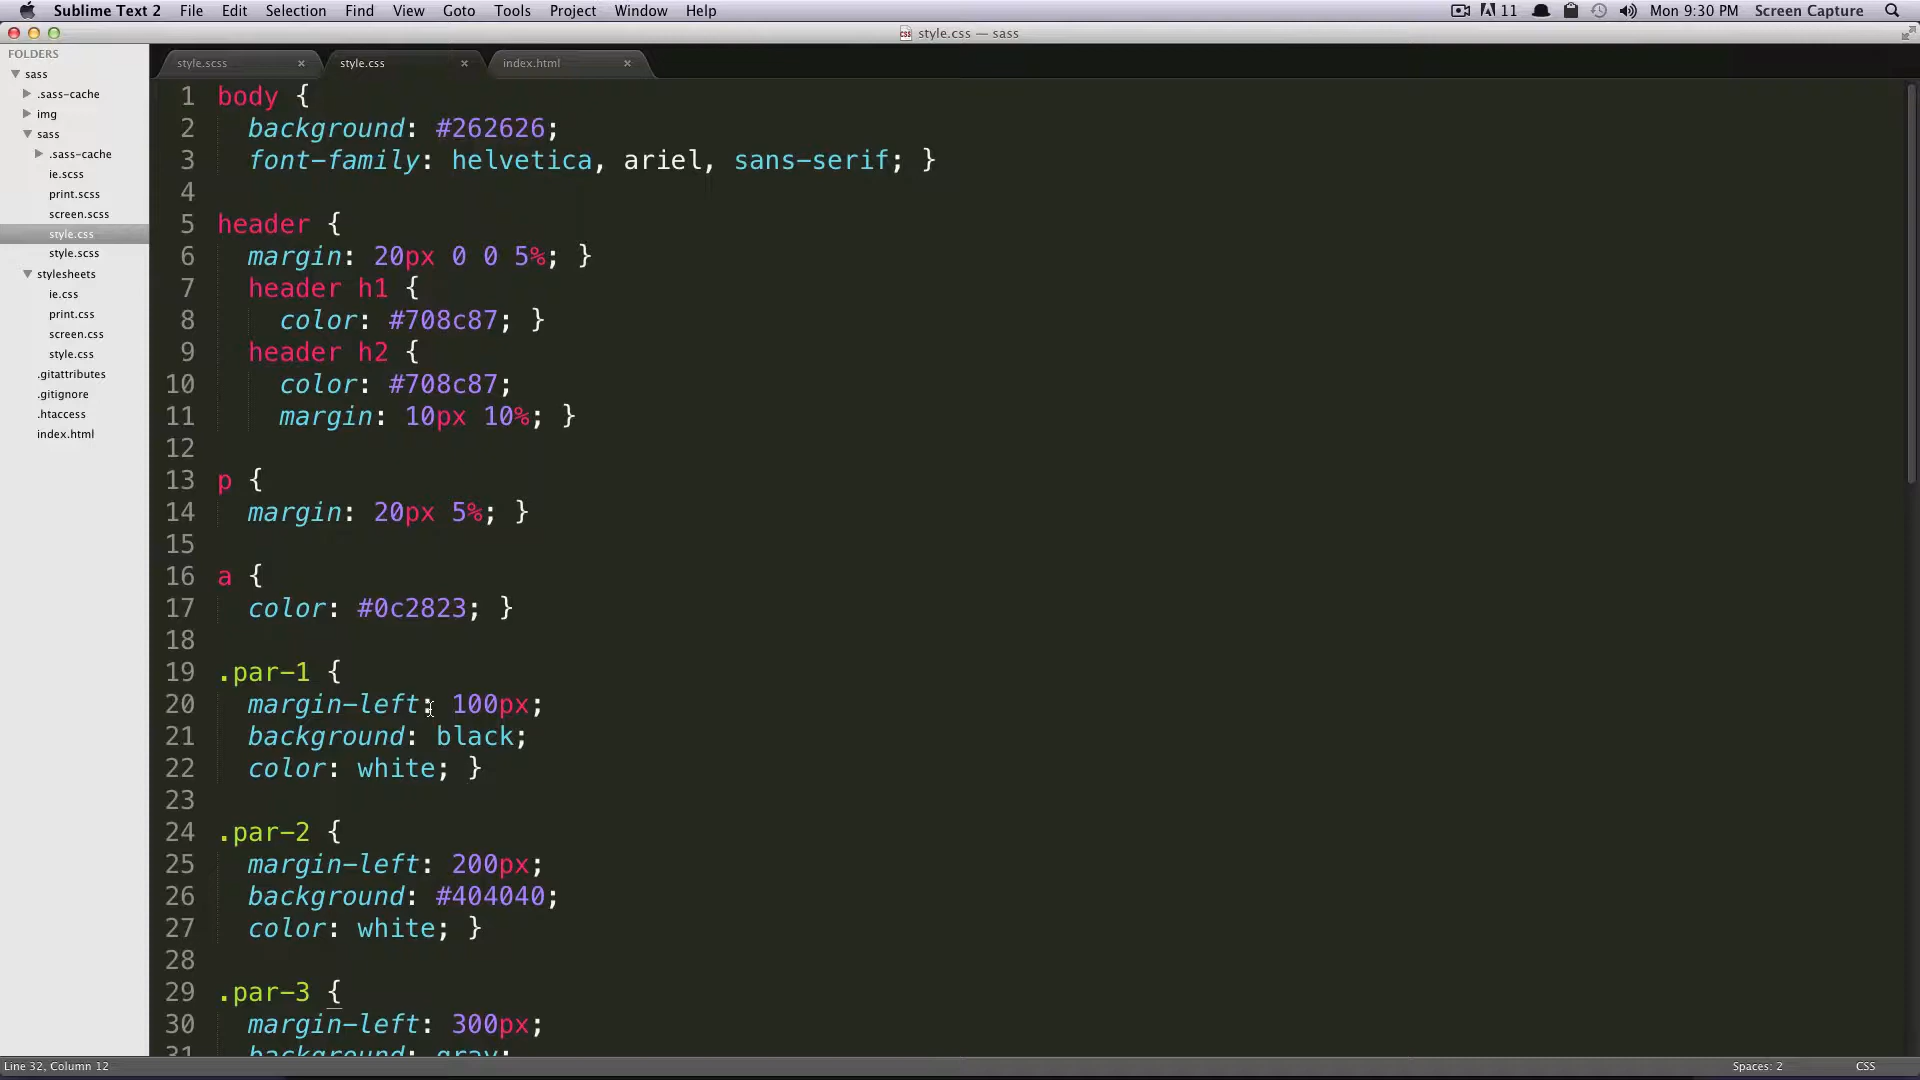 Sublime Text 2 File Edit Selection Find View Goto Tools Project Window Help 11 Mon 9:30 PM Screen Capture
style.css — sass
FOLDERS
sass
.sass-cache
img
sass
.sass-cache
ie.scss
print.scss
screen.scss
style.css
style.scss
stylesheets
ie.css
print.css
screen.css
style.css
.gitattributes
.gitignore
.htaccess
index.html
style.scss × style.css × index.html ×
1 body {
2 background: #262626;
3 font-family: helvetica, ariel, sans-serif; }
4
5 header {
6 margin: 20px 0 0 5%; }
7 header h1 {
8 color: #708c87; }
9 header h2 {
10 color: #708c87;
11 margin: 10px 10%; }
12
13 p {
14 margin: 20px 5%; }
15
16 a {
17 color: #0c2823; }
18
19 .par-1 {
20 margin-left: 100px;
21 background: black;
22 color: white; }
23
24 .par-2 {
25 margin-left: 200px;
26 background: #404040;
27 color: white; }
28
29 .par-3 {
30 margin-left: 300px;
31 background: gray;
Line 32, Column 12 Spaces: 2 CSS